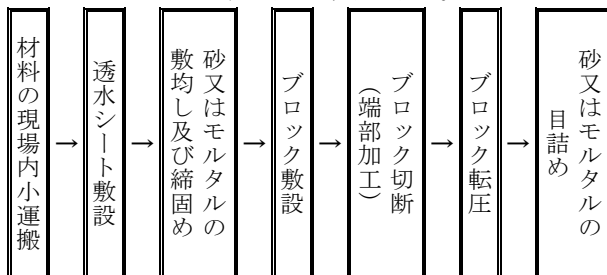 材料の現場内小運搬
→
透水シート敷設
→
砂又はモルタルの
敷均し及び締固め
→
ブロック敷設
→
ブロック切断
(端部加工)
→
ブロック転圧
→
砂又はモルタルの
目詰め